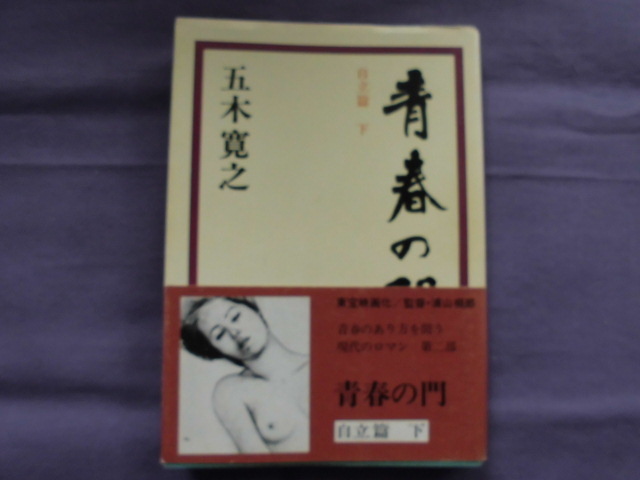 青春の門
自立篇 下
五木寛之
東宝映画化／監督・浦山桐郎
青春のあり方を問う
現代のロマン 第二部
青春の門
自立篇 下